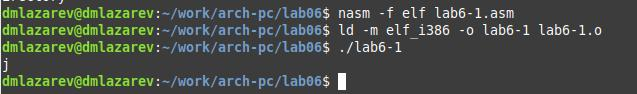 dmlazarev@dmlazarev:~/work/arch-pc/lab06$ nasm -f elf lab6-1.asm
dmlazarev@dmlazarev:~/work/arch-pc/lab06$ ld -m elf_i386 -o lab6-1 lab6-1.o
dmlazarev@dmlazarev:~/work/arch-pc/lab06$ ./lab6-1
j
dmlazarev@dmlazarev:~/work/arch-pc/lab06$